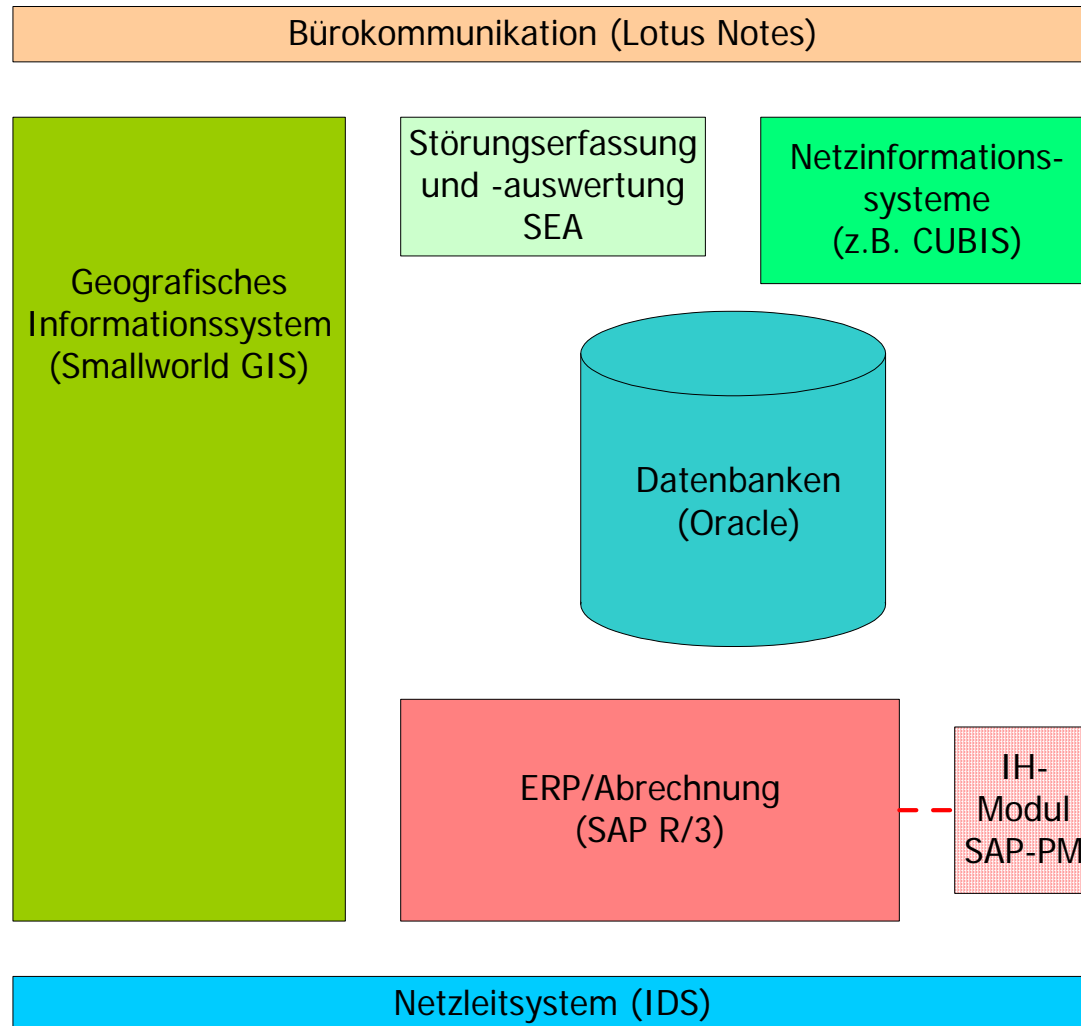 Bürokommunikation (Lotus Notes)
Geografisches
Informationssystem
(Smallworld GIS)
Störungserfassung
und -auswertung
SEA
Netzinformations-
systeme
(z.B. CUBIS)
Datenbanken
(Oracle)
ERP/Abrechnung
(SAP R/3)
IH-
Modul
SAP-PM
Netzleitsystem (IDS)